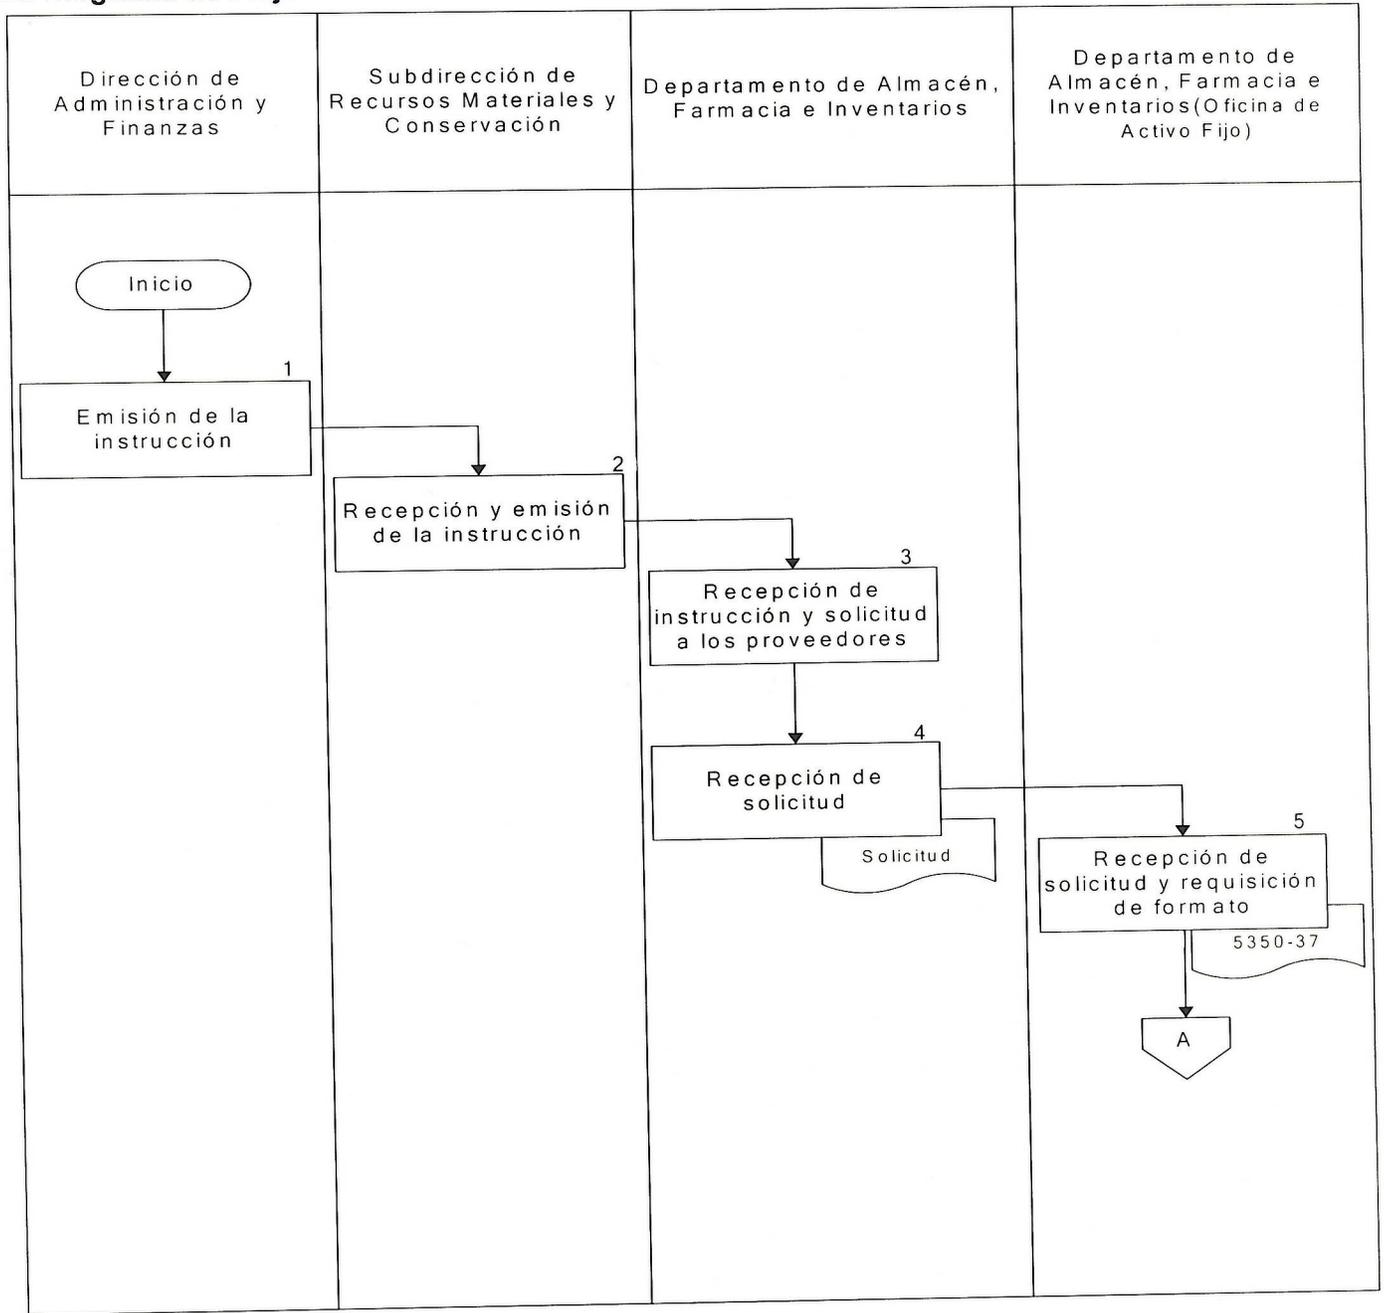 Dirección de
Administración y
Finanzas
Subdirección de
Recursos Materiales y
Conservación
Departamento de Almacén,
Farmacia e Inventarios
Departamento de
Almacén, Farmacia e
Inventarios(Oficina de
Activo Fijo)
Inicio
1
Emisión de la
instrucción
2
Recepción y emisión
de la instrucción
3
Recepción de
instrucción y solicitud
a los proveedores
4
Recepción de
solicitud
Solicitud
5
Recepción de
solicitud y requisición
de formato
5350-37
A